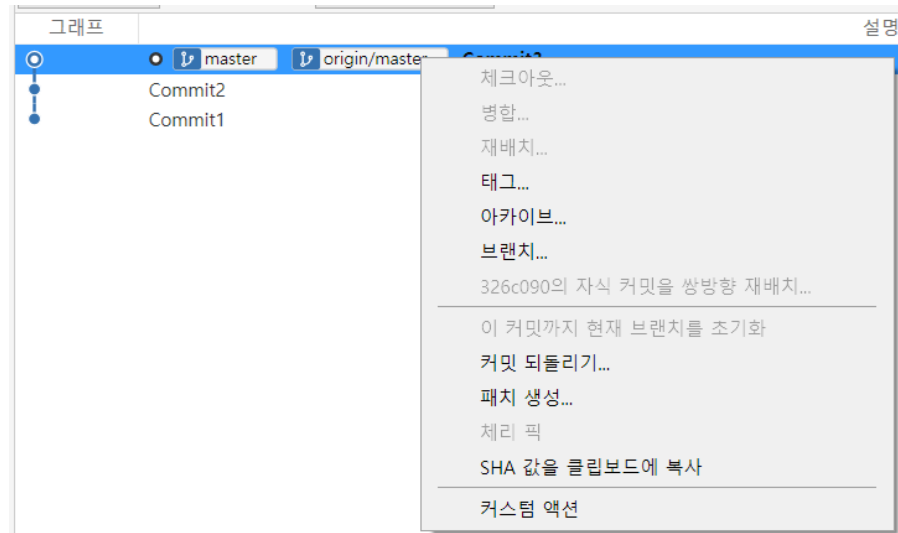 그래프 설명
master origin/master
체크아웃...
Commit2
병합...
Commit1
재배치...
태그...
아카이브...
브랜치...
326c090의 자식 커밋을 쌍방향 재배치...
이 커밋까지 현재 브랜치를 초기화
커밋 되돌리기...
패치 생성...
체리 픽
SHA 값을 클립보드에 복사
커스텀 액션